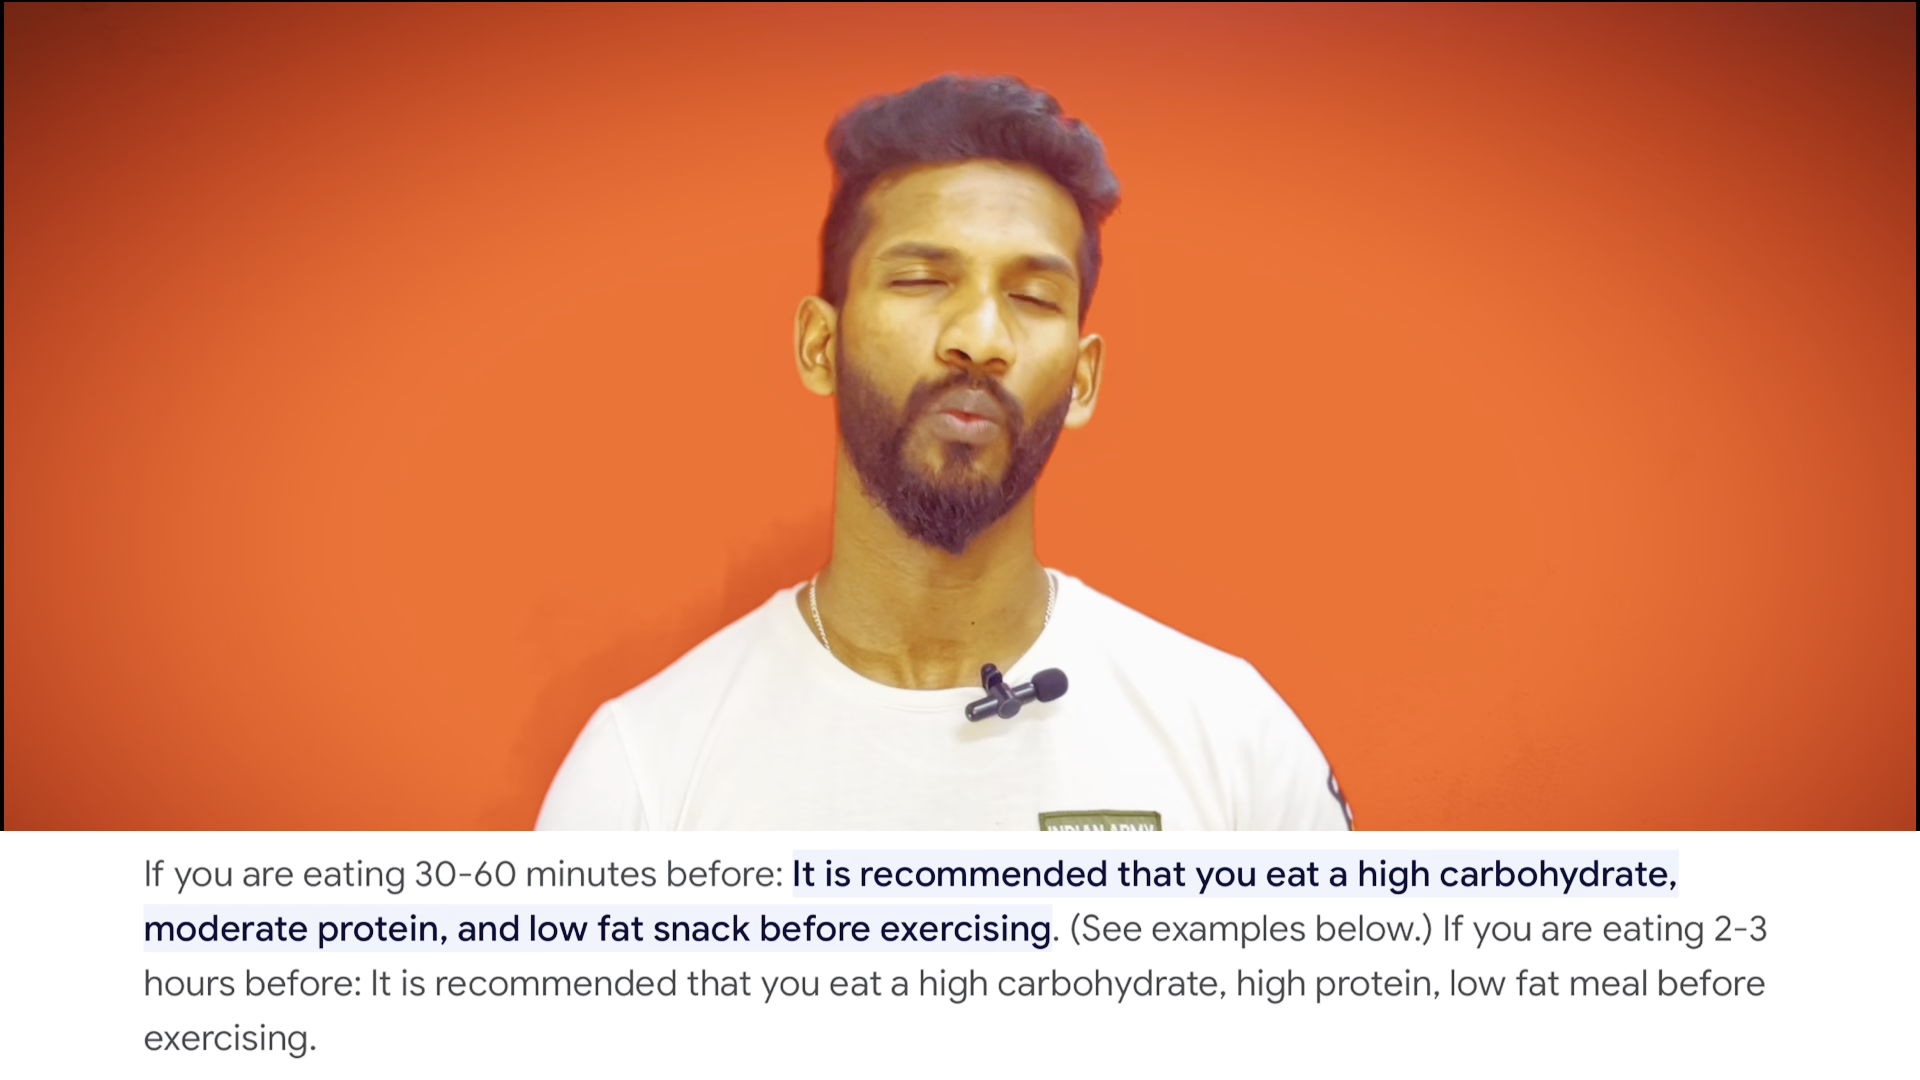 INDIAN ARMY
If you are eating 30-60 minutes before: It is recommended that you eat a high carbohydrate,
moderate protein, and low fat snack before exercising. (See examples below.) If you are eating 2-3
hours before: It is recommended that you eat a high carbohydrate, high protein, low fat meal before
exercising.